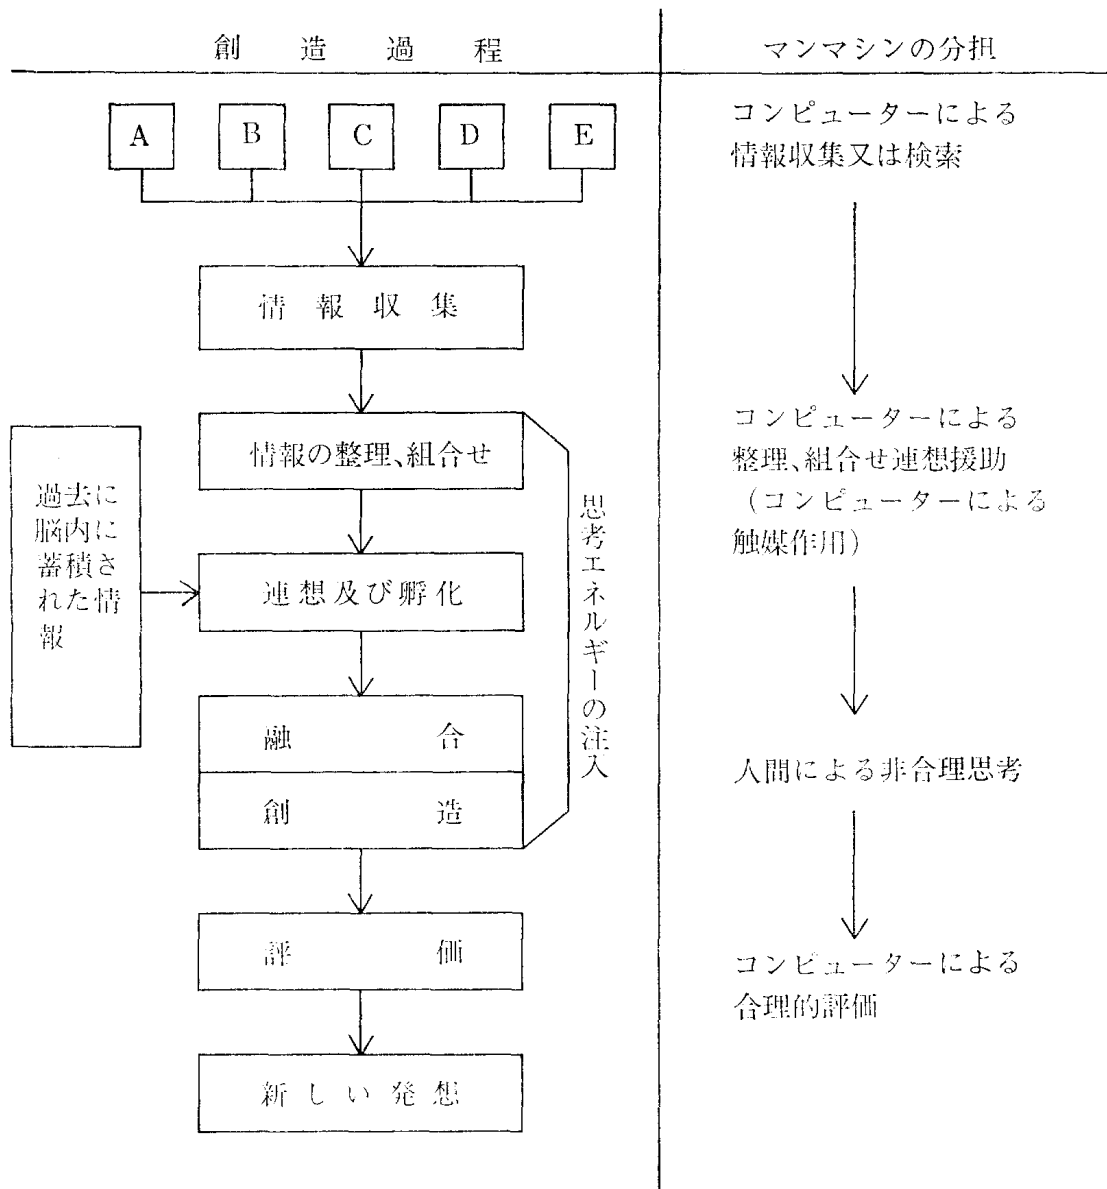 創造過程
マンマシンの分担
A B C D E
情報収集
情報の整理、組合せ
過去に
脳内に
蓄積さ
れた情
報
連想及び孵化
融合
創造
思考エネルギーの注入
評価
新しい発想
コンピューターによる
情報収集又は検索
コンピューターによる
整理、組合せ連想援助
(コンピューターによる
触媒作用)
人間による非合理思考
コンピューターによる
合理的評価